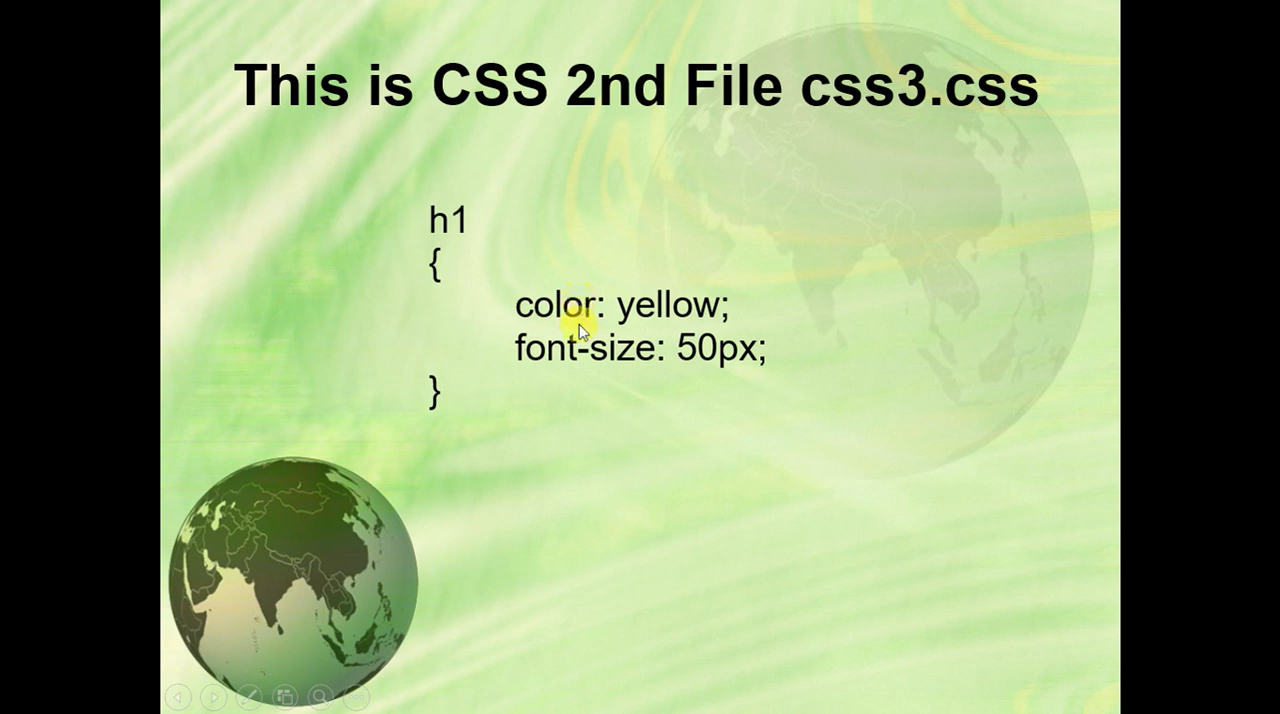 This is CSS 2nd File css3.css
h1
{
color: yellow;
font-size: 50px;
}